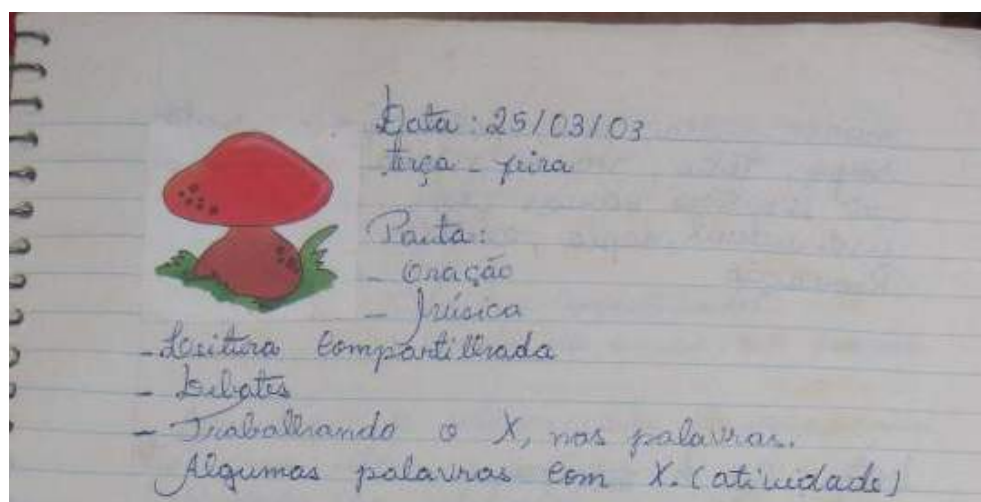 Data: 25/03/03
terça-feira
Pauta:
- Oração
- Música
- Leitura Compartilhada
- Debates
- Trabalhando o X, nas palavras.
Algumas palavras com X. (atividade)